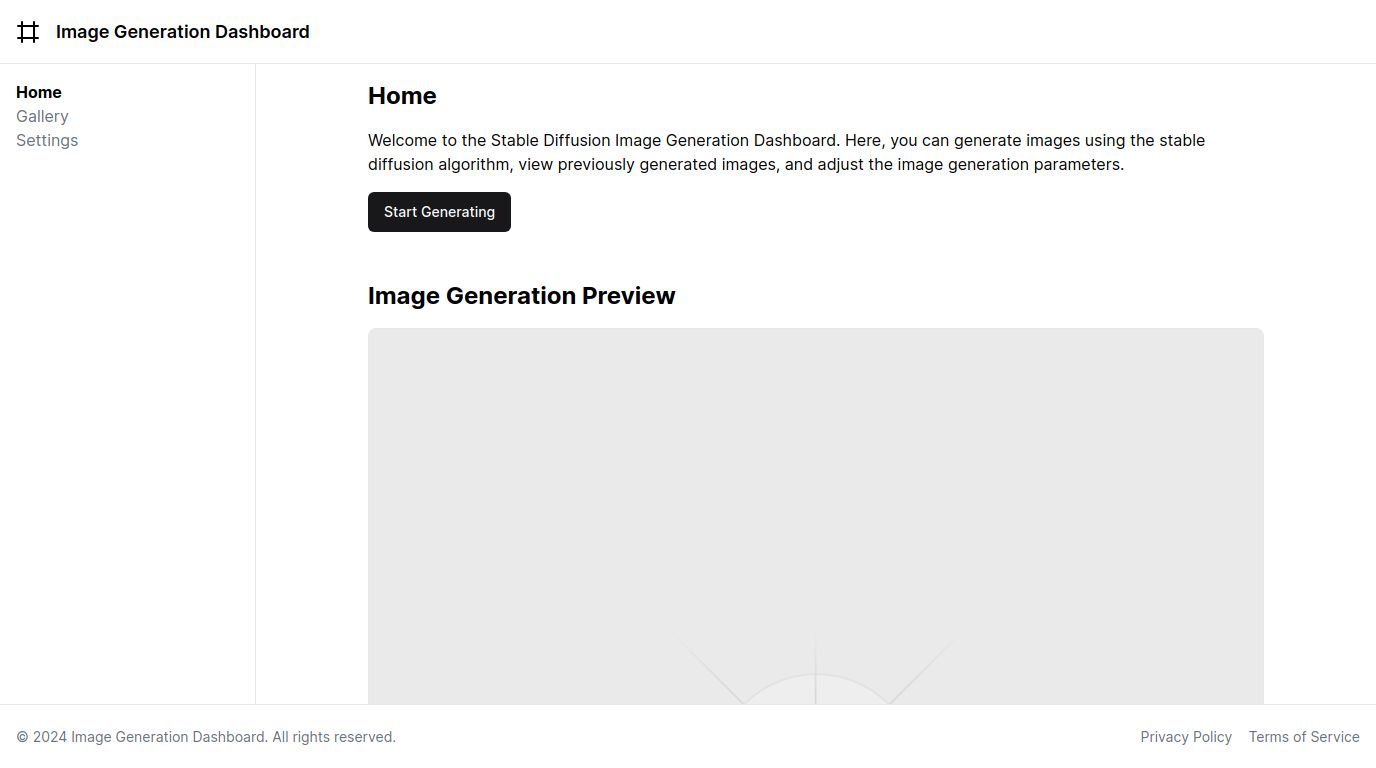 Image Generation Dashboard
Home
Gallery
Settings
Home
Welcome to the Stable Diffusion Image Generation Dashboard. Here, you can generate images using the stable
diffusion algorithm, view previously generated images, and adjust the image generation parameters.
Start Generating
Image Generation Preview
© 2024 Image Generation Dashboard. All rights reserved.
Privacy Policy
Terms of Service